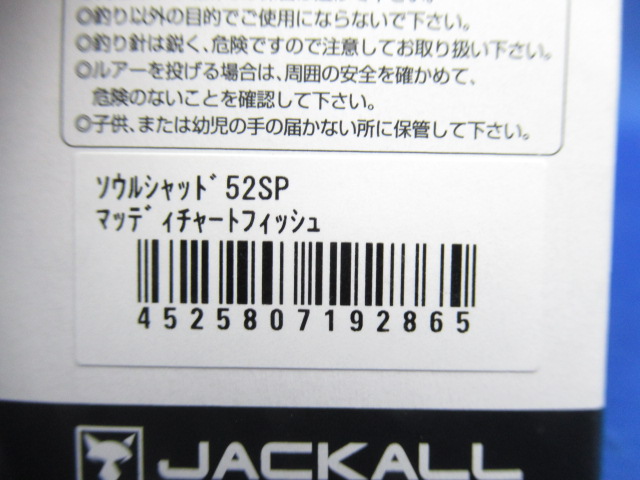 ◎釣り以外の目的でご使用にならないで下さい。
◎釣り針は鋭く、危険ですので注意してお取り扱い下さい。
◎ルアーを投げる場合は、周囲の安全を確かめて、
危険のないことを確認して下さい。
◎子供、または幼児の手の届かない所に保管して下さい。
ｿｳﾙｼｬｯﾄﾞ52SP
ﾏｯﾃﾞｨﾁｬｰﾄﾌｨｯｼｭ
4525807192865
JACKALL